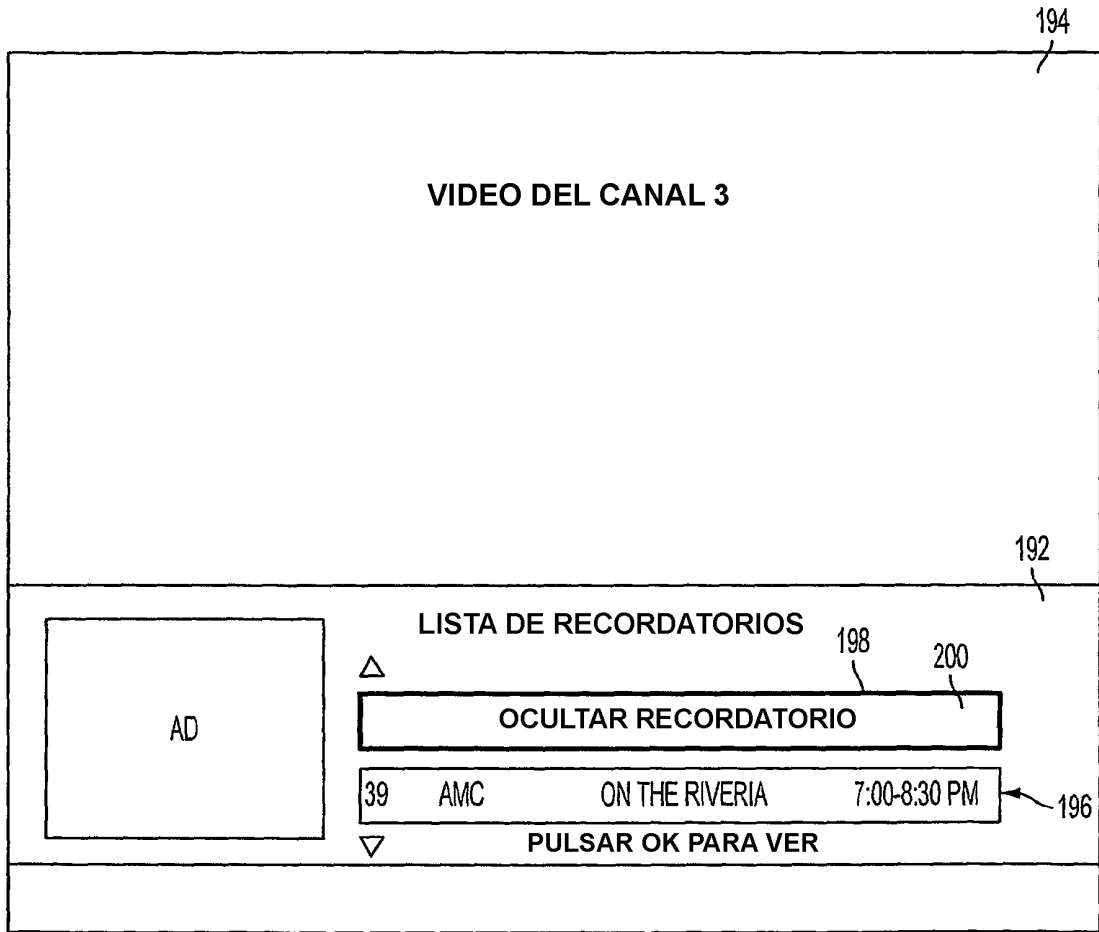 194
VIDEO DEL CANAL 3
192
LISTA DE RECORDATORIOS
198
200
OCULTAR RECORDATORIO
AD
39 AMC ON THE RIVERIA 7:00-8:30 PM
196
PULSAR OK PARA VER